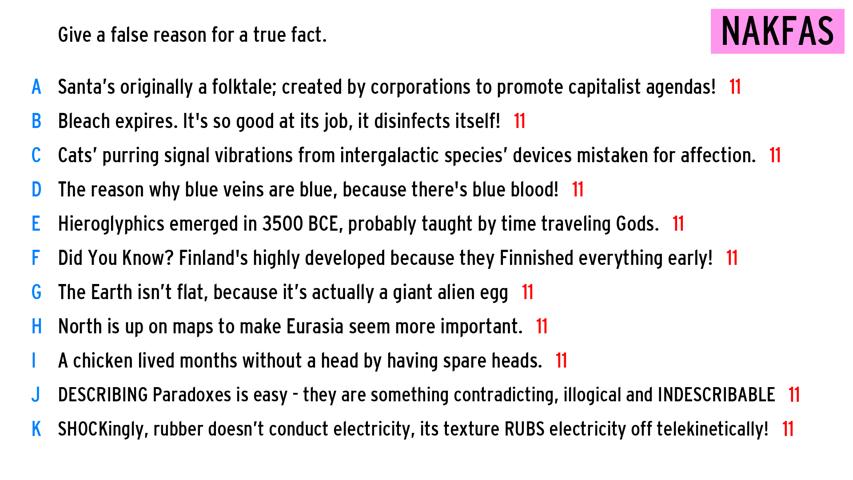 Give a false reason for a true fact.
NAKFAS
A Santa's originally a folktale; created by corporations to promote capitalist agendas! 11
B Bleach expires. It's so good at its job, it disinfects itself! 11
C Cats' purring signal vibrations from intergalactic species' devices mistaken for affection. 11
D The reason why blue veins are blue, because there's blue blood! 11
E Hieroglyphics emerged in 3500 BCE, probably taught by time traveling Gods. 11
F Did You Know? Finland's highly developed because they Finnished everything early! 11
G The Earth isn't flat, because it's actually a giant alien egg 11
H North is up on maps to make Eurasia seem more important. 11
I A chicken lived months without a head by having spare heads. 11
J DESCRIBING Paradoxes is easy - they are something contradicting, illogical and INDESCRIBABLE 11
K SHOCKingly, rubber doesn't conduct electricity, its texture RUBS electricity off telekinetically! 11